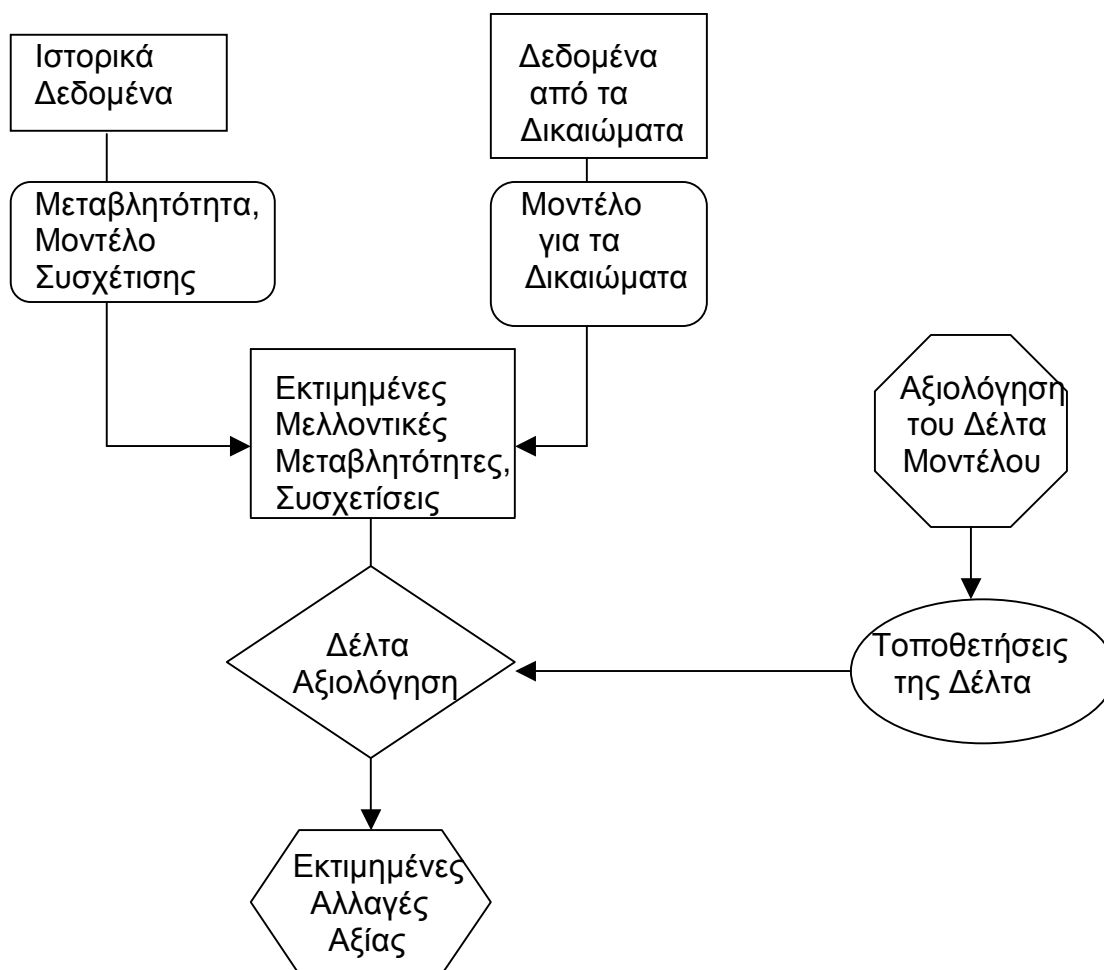 Ιστορικά
Δεδομένα
Δεδομένα
από τα
Δικαιώματα
Μεταβλητότητα,
Μοντέλο
Συσχέτισης
Μοντέλο
για τα
Δικαιώματα
Εκτιμημένες
Μελλοντικές
Μεταβλητότητες,
Συσχετίσεις
Αξιολόγηση
του Δέλτα
Μοντέλου
Δέλτα
Αξιολόγηση
Τοποθετήσεις
της Δέλτα
Εκτιμημένες
Αλλαγές
Αξίας